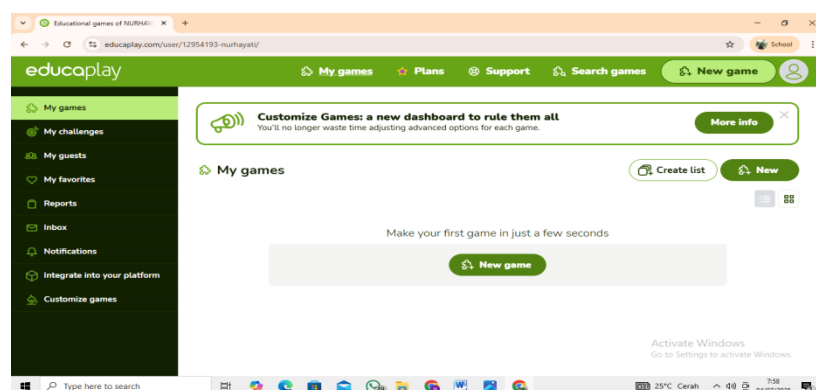 Educational games of NURHAY
educaplay.com/user/12954193-nurhayati/
School
educaplay
My games
Plans
Support
Search games
New game
My games
My challenges
My guests
My favorites
Reports
Inbox
Notifications
Integrate into your platform
Customize games
Customize Games: a new dashboard to rule them all
You'll no longer waste time adjusting advanced options for each game.
More info
My games
Create list
New
Make your first game in just a few seconds
New game
Activate Windows
Go to Settings to activate Windows.
Type here to search
25°C Cerah
7:58